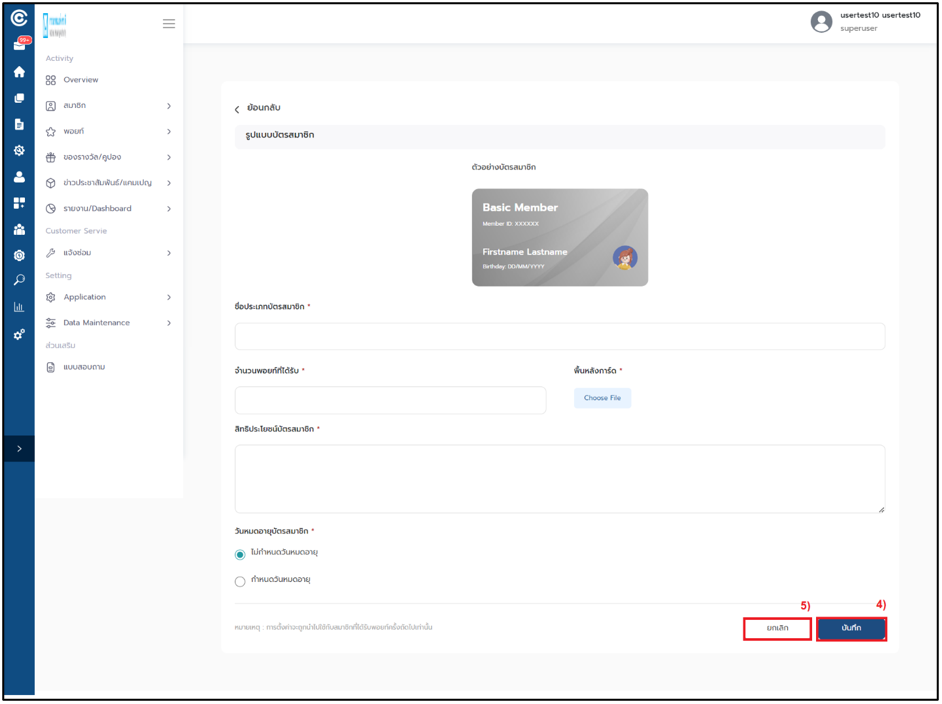 usertest10 usertest10
superuser
99+
Activity
Overview
สมาชิก
พอยท์
ของรางวัล/คูปอง
ข่าวประชาสัมพันธ์/แคมเปญ
รายงาน/Dashboard
Customer Servie
แจ้งซ่อม
Setting
Application
Data Maintenance
ส่วนเสริม
แบบสอบถาม
ย้อนกลับ
รูปแบบบัตรสมาชิก
ตัวอย่างบัตรสมาชิก
Basic Member
Member ID: XXXXXX
Firstname Lastname
Birthday: DD/MM/YYYY
ชื่อประเภทบัตรสมาชิก *
จำนวนพอยท์ที่ได้รับ *
พื้นหลังการ์ด *
Choose File
สิทธิประโยชน์บัตรสมาชิก *
วันหมดอายุบัตรสมาชิก *
ไม่กำหนดวันหมดอายุ
กำหนดวันหมดอายุ
5)
4)
หมายเหตุ : การตั้งค่าจะถูกนำไปใช้กับสมาชิกที่ได้รับพอยท์ครั้งถัดไปเท่านั้น
ยกเลิก
บันทึก